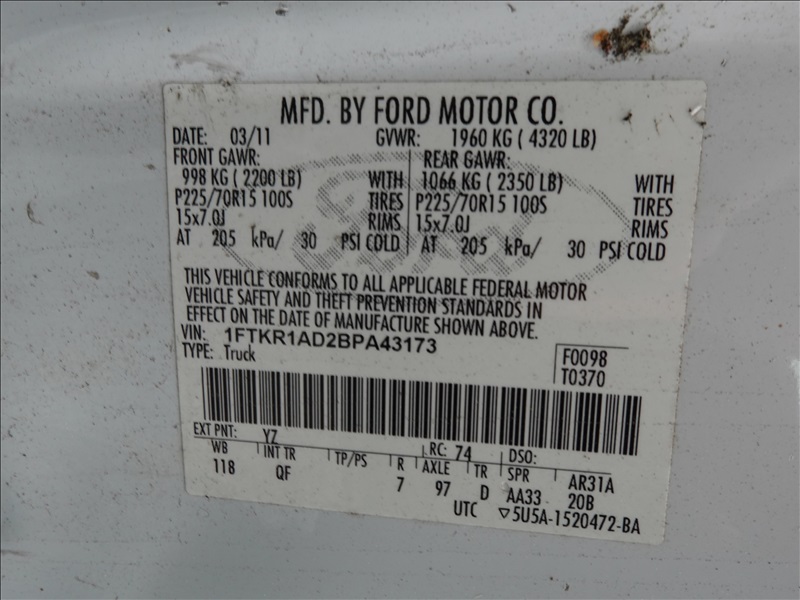 MFD. BY FORD MOTOR CO.
DATE: 03/11 GVWR: 1960 KG ( 4320 LB)
FRONT GAWR: REAR GAWR:
998 KG ( 2200 LB) WITH 1066 KG ( 2350 LB) WITH
P225/70R15 100S TIRES P225/70R15 100S TIRES
15x7.0J RIMS 15x7.0J RIMS
AT 205 kPa/ 30 PSI COLD AT 205 kPa/ 30 PSI COLD
THIS VEHICLE CONFORMS TO ALL APPLICABLE FEDERAL MOTOR
VEHICLE SAFETY AND THEFT PREVENTION STANDARDS IN
EFFECT ON THE DATE OF MANUFACTURE SHOWN ABOVE.
VIN: 1FTKR1AD2BPA43173
TYPE: Truck
F0098
T0370
EXT PNT: YZ RC: 74 DSO:
WB INT TR TP/PS R AXLE TR SPR AR31A
118 QF 7 97 D AA33 20B
UTC ▽5U5A-1520472-BA